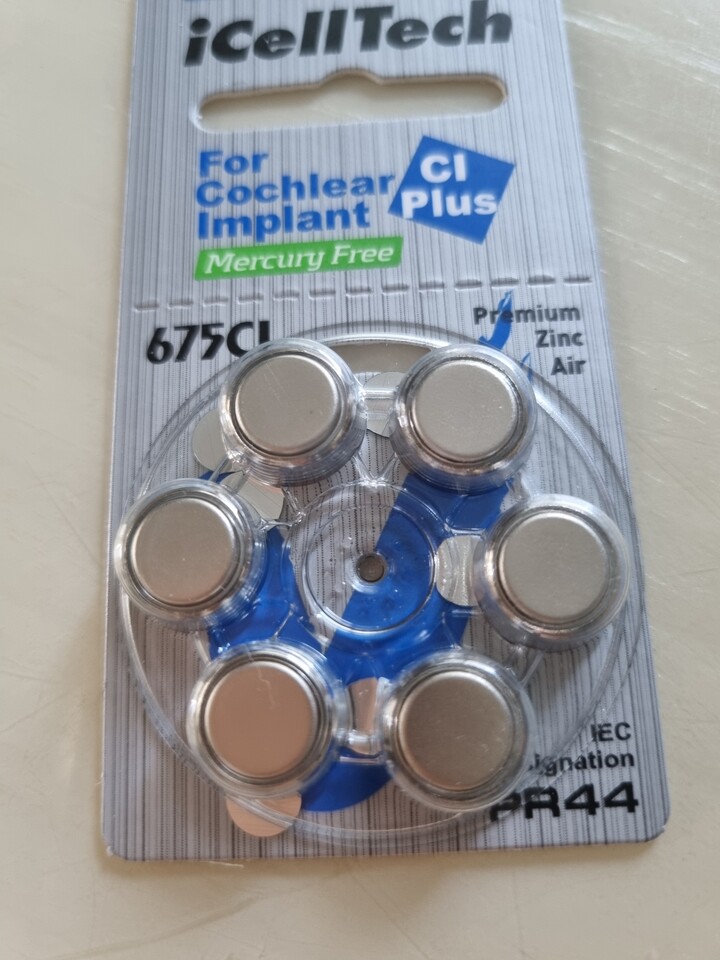 iCellTech
For
Cochlear
Implant
CI
Plus
Mercury Free
675CI
Premium
Zinc
Air
IEC
PR44